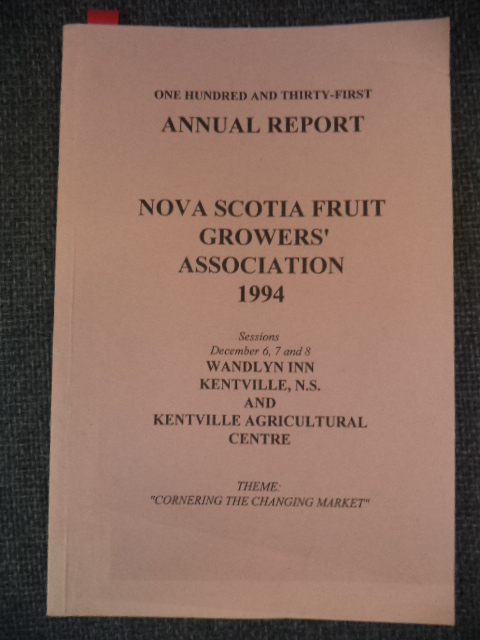 ONE HUNDRED AND THIRTY-FIRST
ANNUAL REPORT
NOVA SCOTIA FRUIT
GROWERS'
ASSOCIATION
1994
Sessions
December 6, 7 and 8
WANDLYN INN
KENTVILLE, N.S.
AND
KENTVILLE AGRICULTURAL
CENTRE
THEME:
"CORNERING THE CHANGING MARKET"